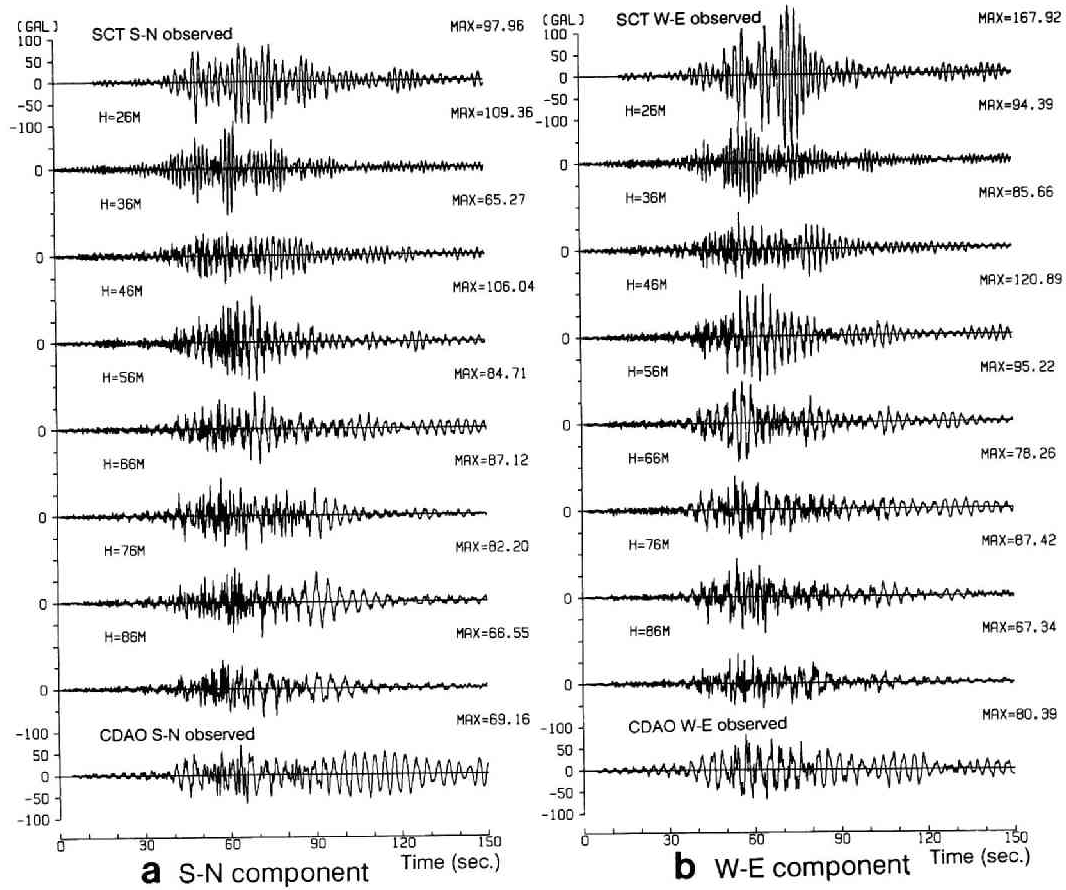 [GAL]
SCT S-N observed
MAX=97.96
100
50
0
-50
-100
H=26M
MAX=109.36
0
H=36M
MAX=65.27
0
H=46M
MAX=106.04
0
H=56M
MAX=84.71
0
H=66M
MAX=87.12
0
H=76M
MAX=82.20
0
H=86M
MAX=66.55
0
MAX=69.16
-100
CDAO S-N observed
50
0
-50
-100
0 30 60 90 120 150
Time (sec.)
a S-N component
[GAL]
SCT W-E observed
MAX=167.92
100
50
0
-50
-100
H=26M
MAX=94.39
0
H=36M
MAX=85.66
0
H=46M
MAX=120.89
0
H=56M
MAX=95.22
0
H=66M
MAX=78.26
0
H=76M
MAX=87.42
0
H=86M
MAX=67.34
0
MAX=80.39
-100
CDAO W-E observed
50
0
-50
-100
0 30 60 90 120 150
Time (sec.)
b W-E component